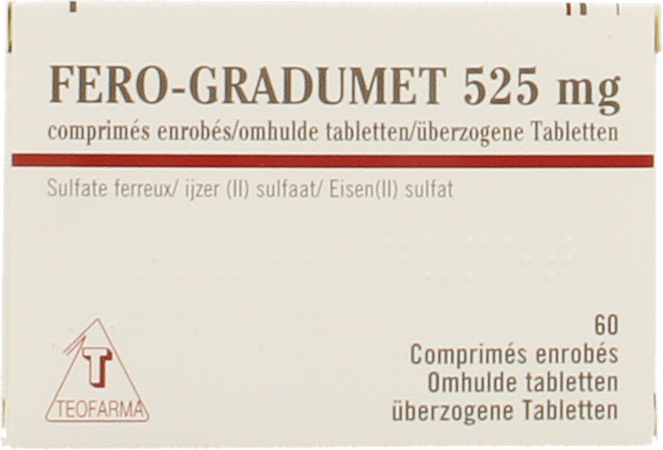 FERO-GRADUMET 525 mg
comprimés enrobés/omhulde tabletten/überzogene Tabletten
Sulfate ferreux/ ijzer (II) sulfaat/ Eisen(II) sulfat
60
Comprimés enrobés
Omhulde tabletten
überzogene Tabletten
T
TEOFARMA